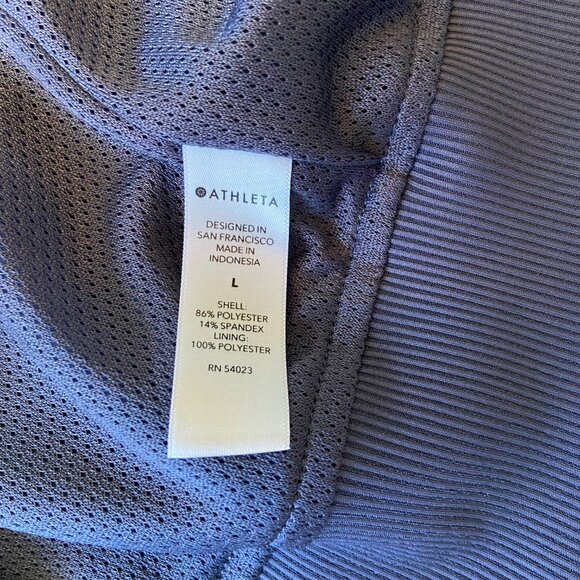 ATHLETA
DESIGNED IN
SAN FRANCISCO
MADE IN
INDONESIA
L
SHELL:
86% POLYESTER
14% SPANDEX
LINING:
100% POLYESTER
RN 54023